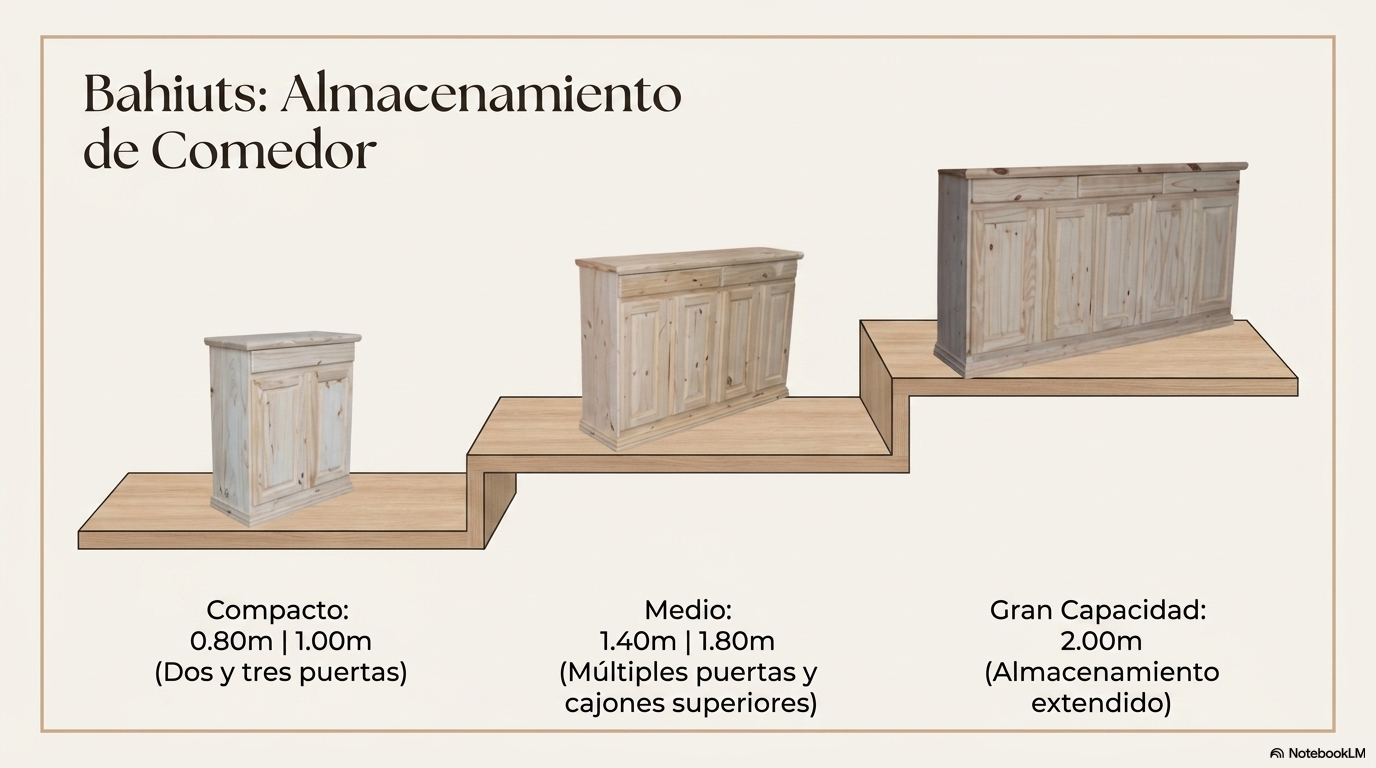 Bahiuts: Almacenamiento
de Comedor
Compacto:
0.80m | 1.00m
(Dos y tres puertas)
Medio:
1.40m | 1.80m
(Múltiples puertas y
cajones superiores)
Gran Capacidad:
2.00m
(Almacenamiento
extendido)
NotebookLM